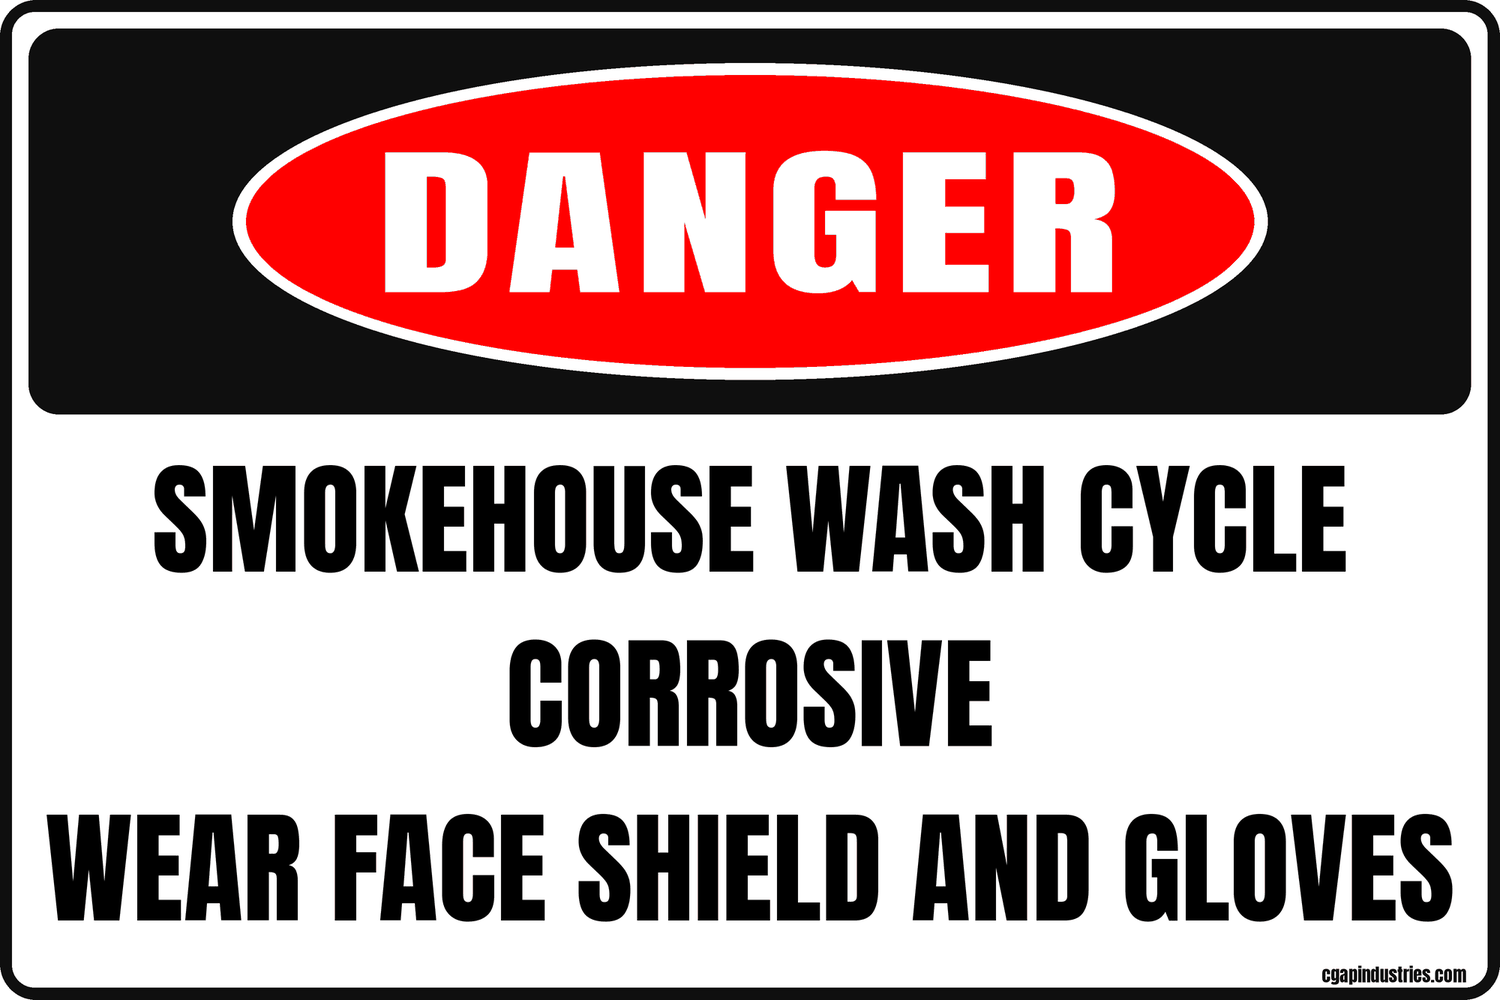 DANGER
SMOKEHOUSE WASH CYCLE
CORROSIVE
WEAR FACE SHIELD AND GLOVES
cgapindustries.com